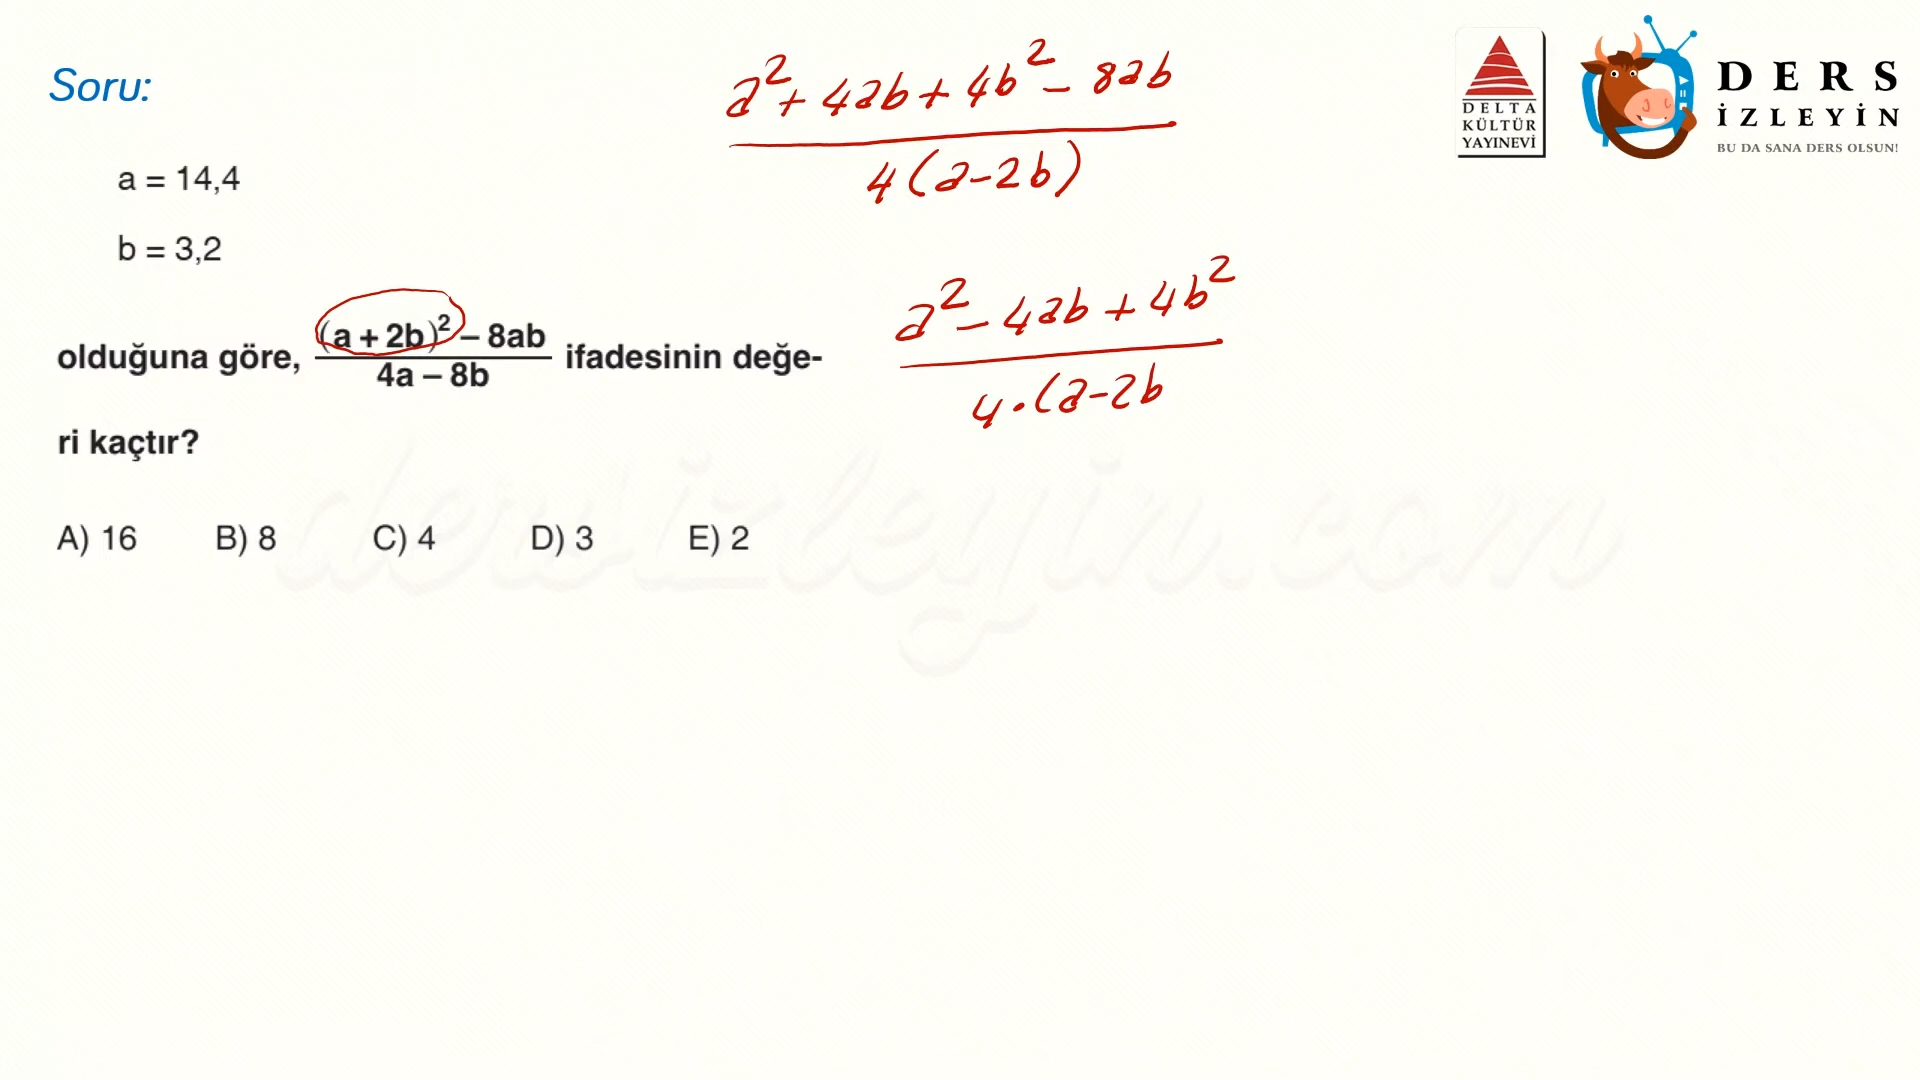 Soru:
a = 14,4
b = 3,2
olduğuna göre, (a + 2b)² – 8ab / 4a – 8b ifadesinin değe-
ri kaçtır?
A) 16 B) 8 C) 4 D) 3 E) 2
a² + 4ab + 4b² – 8ab
4(a–2b)
a² – 4ab + 4b²
4·(a–2b
DELTA
KÜLTÜR
YAYINEVİ
DERS
İZLEYİN
BU DA SANA DERS OLSUN!
dersizleyin.com